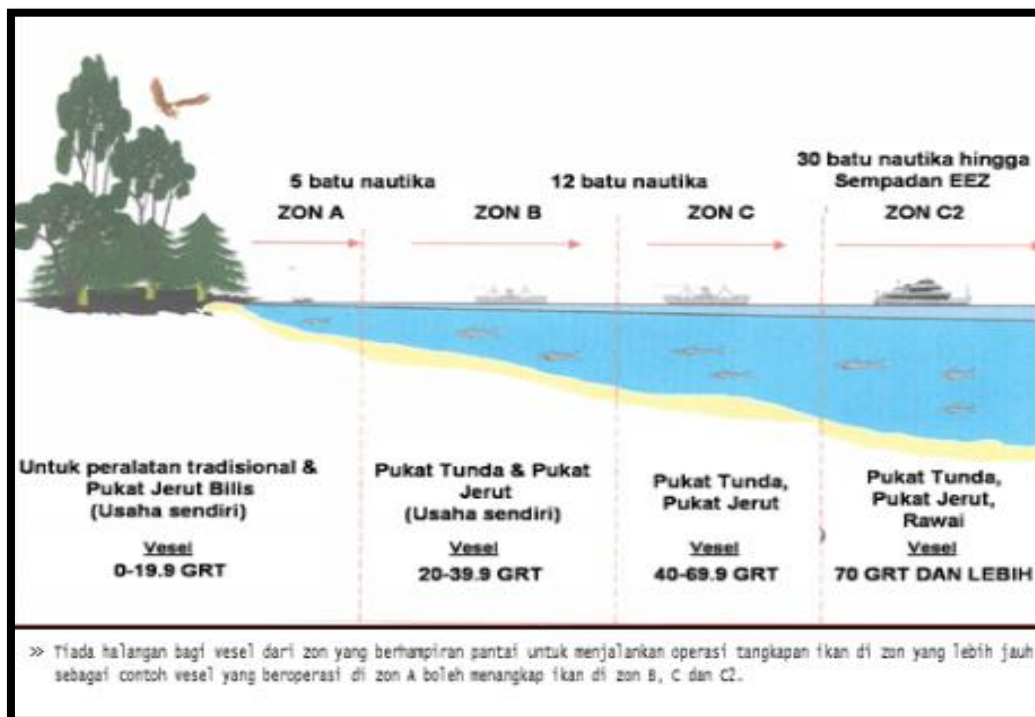 5 batu nautika
12 batu nautika
30 batu nautika hingga
Sempadan EEZ
ZON A
ZON B
ZON C
ZON C2
Untuk peralatan tradisional &
Pukat Jerut Bilis
(Usaha sendiri)
Vesel
0-19.9 GRT
Pukat Tunda & Pukat
Jerut
(Usaha sendiri)
Vesel
20-39.9 GRT
Pukat Tunda,
Pukat Jerut
Vesel
40-69.9 GRT
Pukat Tunda,
Pukat Jerut,
Rawai
Vesel
70 GRT DAN LEBIH
>> Tiada halangan bagi vesel dari zon yang berhampiran pantai untuk menjalankan operasi tangkapan ikan di zon yang lebih jauh
sebagai contoh vesel yang beroperasi di zon A boleh menangkap ikan di zon B, C dan C2.